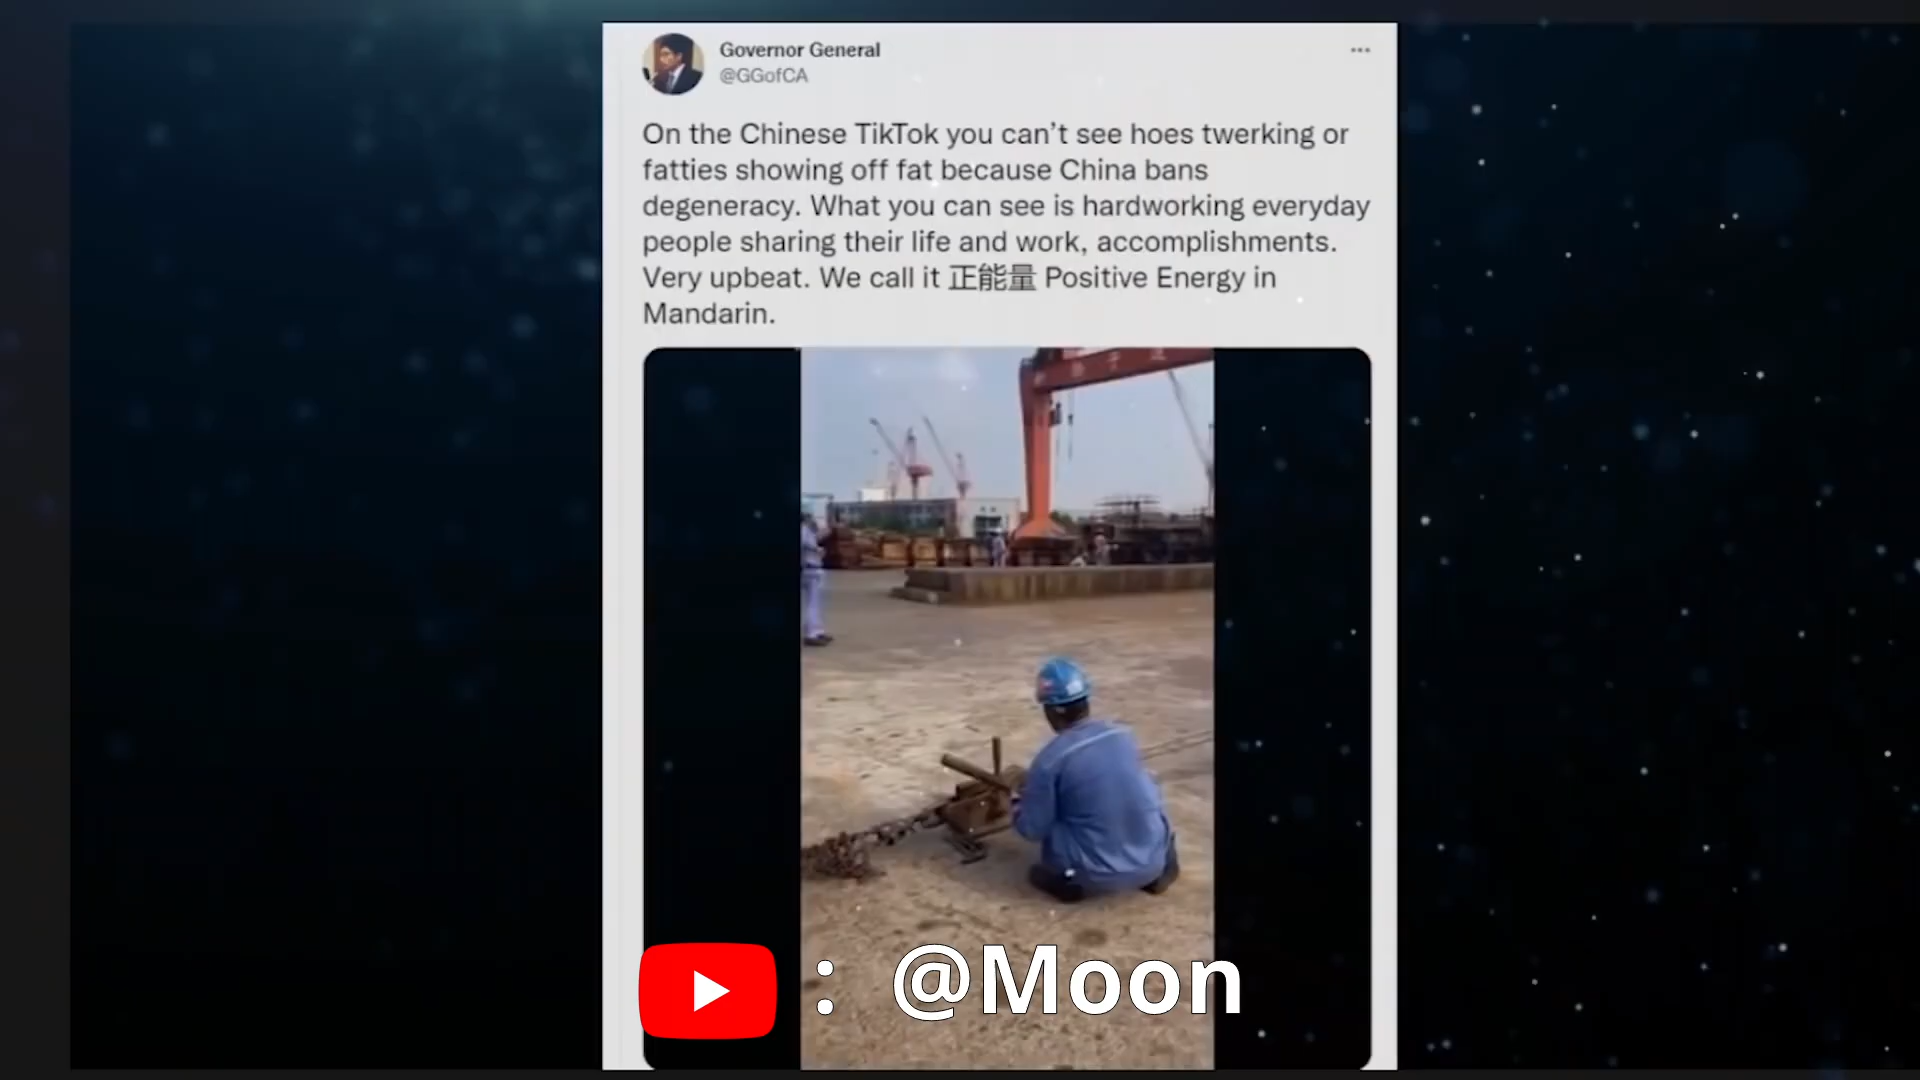 Governor General
@GGofCA
On the Chinese TikTok you can’t see hoes twerking or
fatties showing off fat because China bans
degeneracy. What you can see is hardworking everyday
people sharing their life and work, accomplishments.
Very upbeat. We call it 正能量 Positive Energy in
Mandarin.
: @Moon